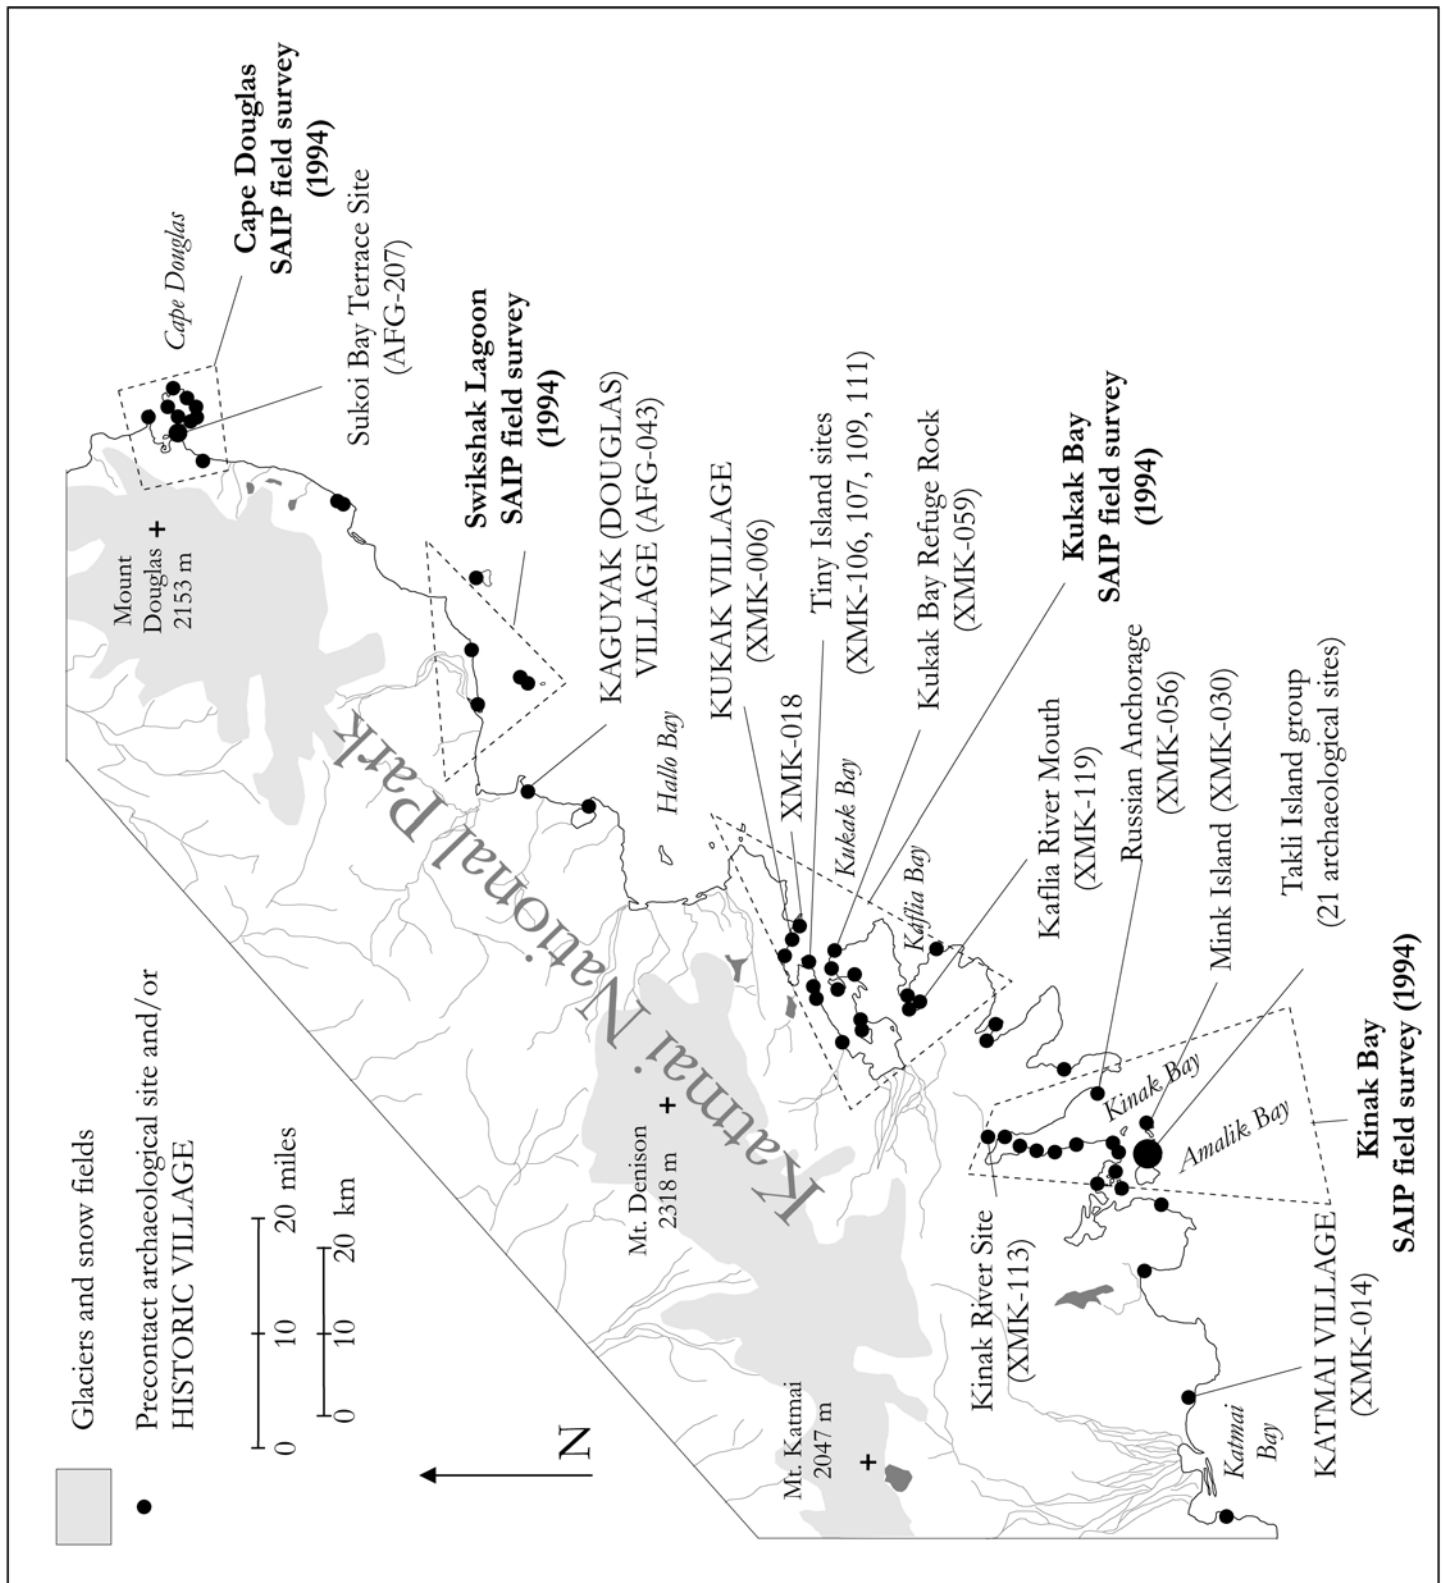 Glaciers and snow fields
Precontact archaeological site and/or
HISTORIC VILLAGE
0 10 20 miles
0 10 20 km
N
Katmai National Park
Mount
Douglas
2153 m
Cape Douglas
Cape Douglas
SAIP field survey
(1994)
Sukoi Bay Terrace Site
(AFG-207)
Swikshak Lagoon
SAIP field survey
(1994)
KAGUYAK (DOUGLAS)
VILLAGE (AFG-043)
Hallo Bay
KUKAK VILLAGE
(XMK-006)
XMK-018
Tiny Island sites
(XMK-106, 107, 109, 111)
Kukak Bay
Kukak Bay Refuge Rock
(XMK-059)
Kukak Bay
SAIP field survey
(1994)
Kaflia Bay
Kaflia River Mouth
(XMK-119)
Russian Anchorage
(XMK-056)
Mink Island (XMK-030)
Takli Island group
(21 archaeological sites)
Mt. Denison
2318 m
Kinak Bay
Amalik Bay
Kinak Bay
SAIP field survey (1994)
Kinak River Site
(XMK-113)
Mt. Katmai
2047 m
KATMAI VILLAGE
(XMK-014)
Katmai
Bay